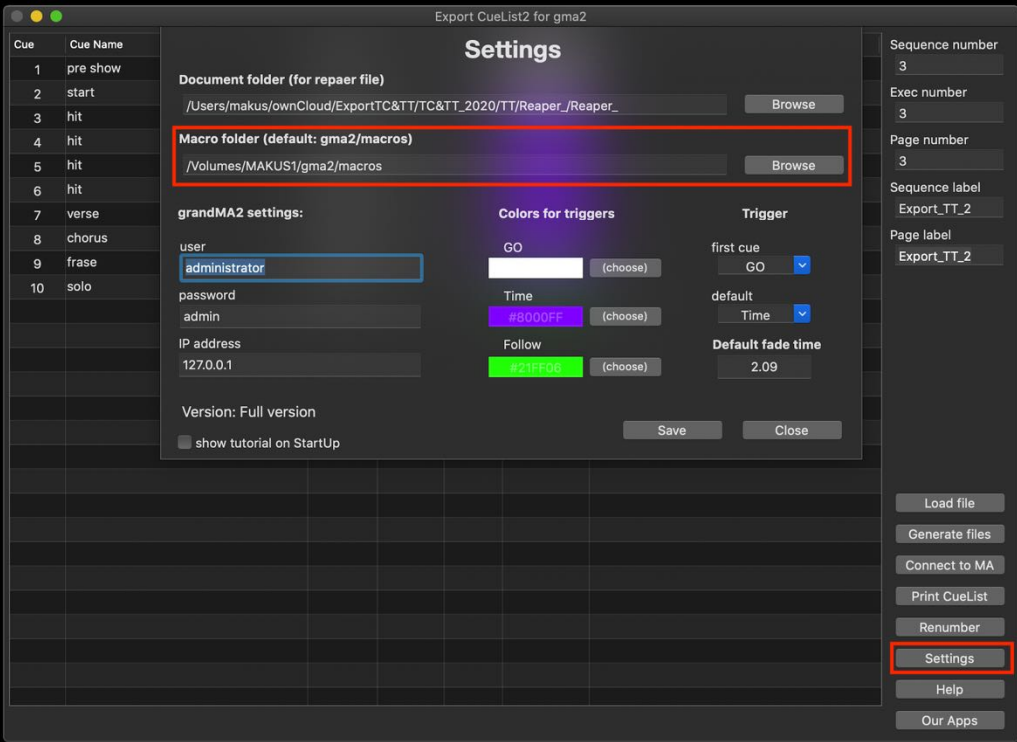 Export CueList2 for gma2
Cue Cue Name
1 pre show
2 start
3 hit
4 hit
5 hit
6 hit
7 verse
8 chorus
9 frase
10 solo
Settings
Document folder (for repaer file)
/Users/makus/ownCloud/ExportTC&TT/TC&TT_2020/TT/Reaper_/Reaper_ Browse
Macro folder (default: gma2/macros)
/Volumes/MAKUS1/gma2/macros Browse
grandMA2 settings:
user
administrator
password
admin
IP address
127.0.0.1
Colors for triggers
GO
(choose)
Time
#8000FF (choose)
Follow
#21FF06 (choose)
Trigger
first cue
GO
default
Time
Default fade time
2.09
Version: Full version
show tutorial on StartUp
Save Close
Sequence number
3
Exec number
3
Page number
3
Sequence label
Export_TT_2
Page label
Export_TT_2
Load file
Generate files
Connect to MA
Print CueList
Renumber
Settings
Help
Our Apps